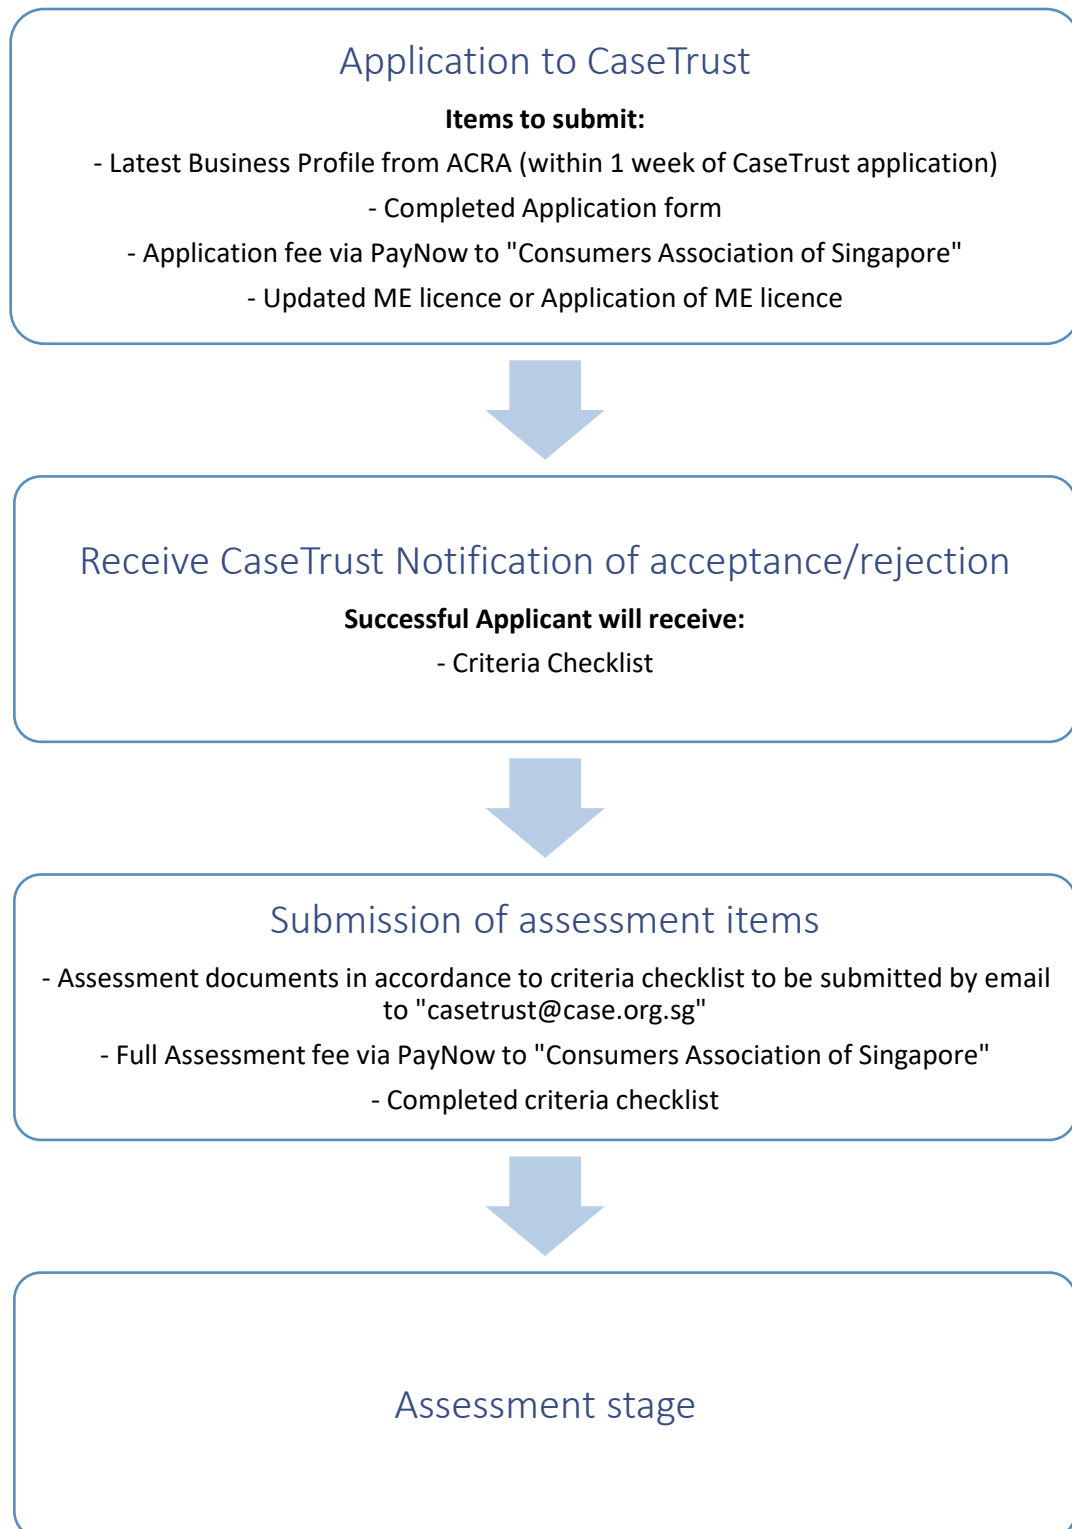 Application to CaseTrust
Items to submit:
- Latest Business Profile from ACRA (within 1 week of CaseTrust application)
- Completed Application form
- Application fee via PayNow to "Consumers Association of Singapore"
- Updated ME licence or Application of ME licence
Receive CaseTrust Notification of acceptance/rejection
Successful Applicant will receive:
- Criteria Checklist
Submission of assessment items
- Assessment documents in accordance to criteria checklist to be submitted by email
to "casetrust@case.org.sg"
- Full Assessment fee via PayNow to "Consumers Association of Singapore"
- Completed criteria checklist
Assessment stage